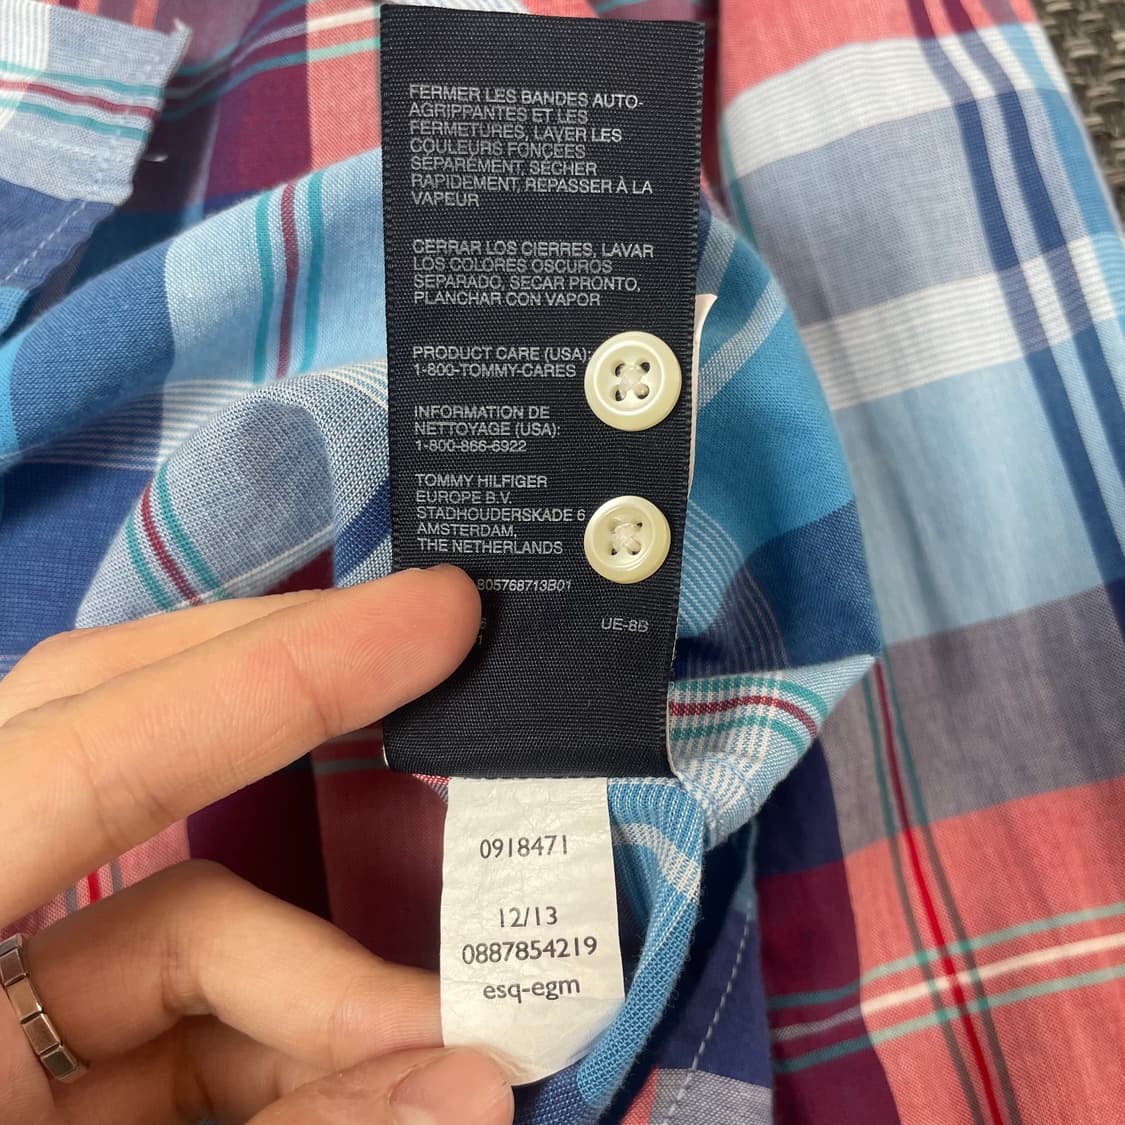 FERMER LES BANDES AUTO-
AGRIPPANTES ET LES
FERMETURES, LAVER LES
COULEURS FONCÉES
SÉPARÉMENT, SÉCHER
RAPIDEMENT, REPASSER À LA
VAPEUR
CERRAR LOS CIERRES, LAVAR
LOS COLORES OSCUROS
SEPARADO, SECAR PRONTO,
PLANCHAR CON VAPOR
PRODUCT CARE (USA):
1-800-TOMMY-CARES
INFORMATION DE
NETTOYAGE (USA):
1-800-866-6922
TOMMY HILFIGER
EUROPE B.V.
STADHOUDERSKADE 6
AMSTERDAM,
THE NETHERLANDS
805768713B01
UE-8B
0918471
12/13
0887854219
esq-egm